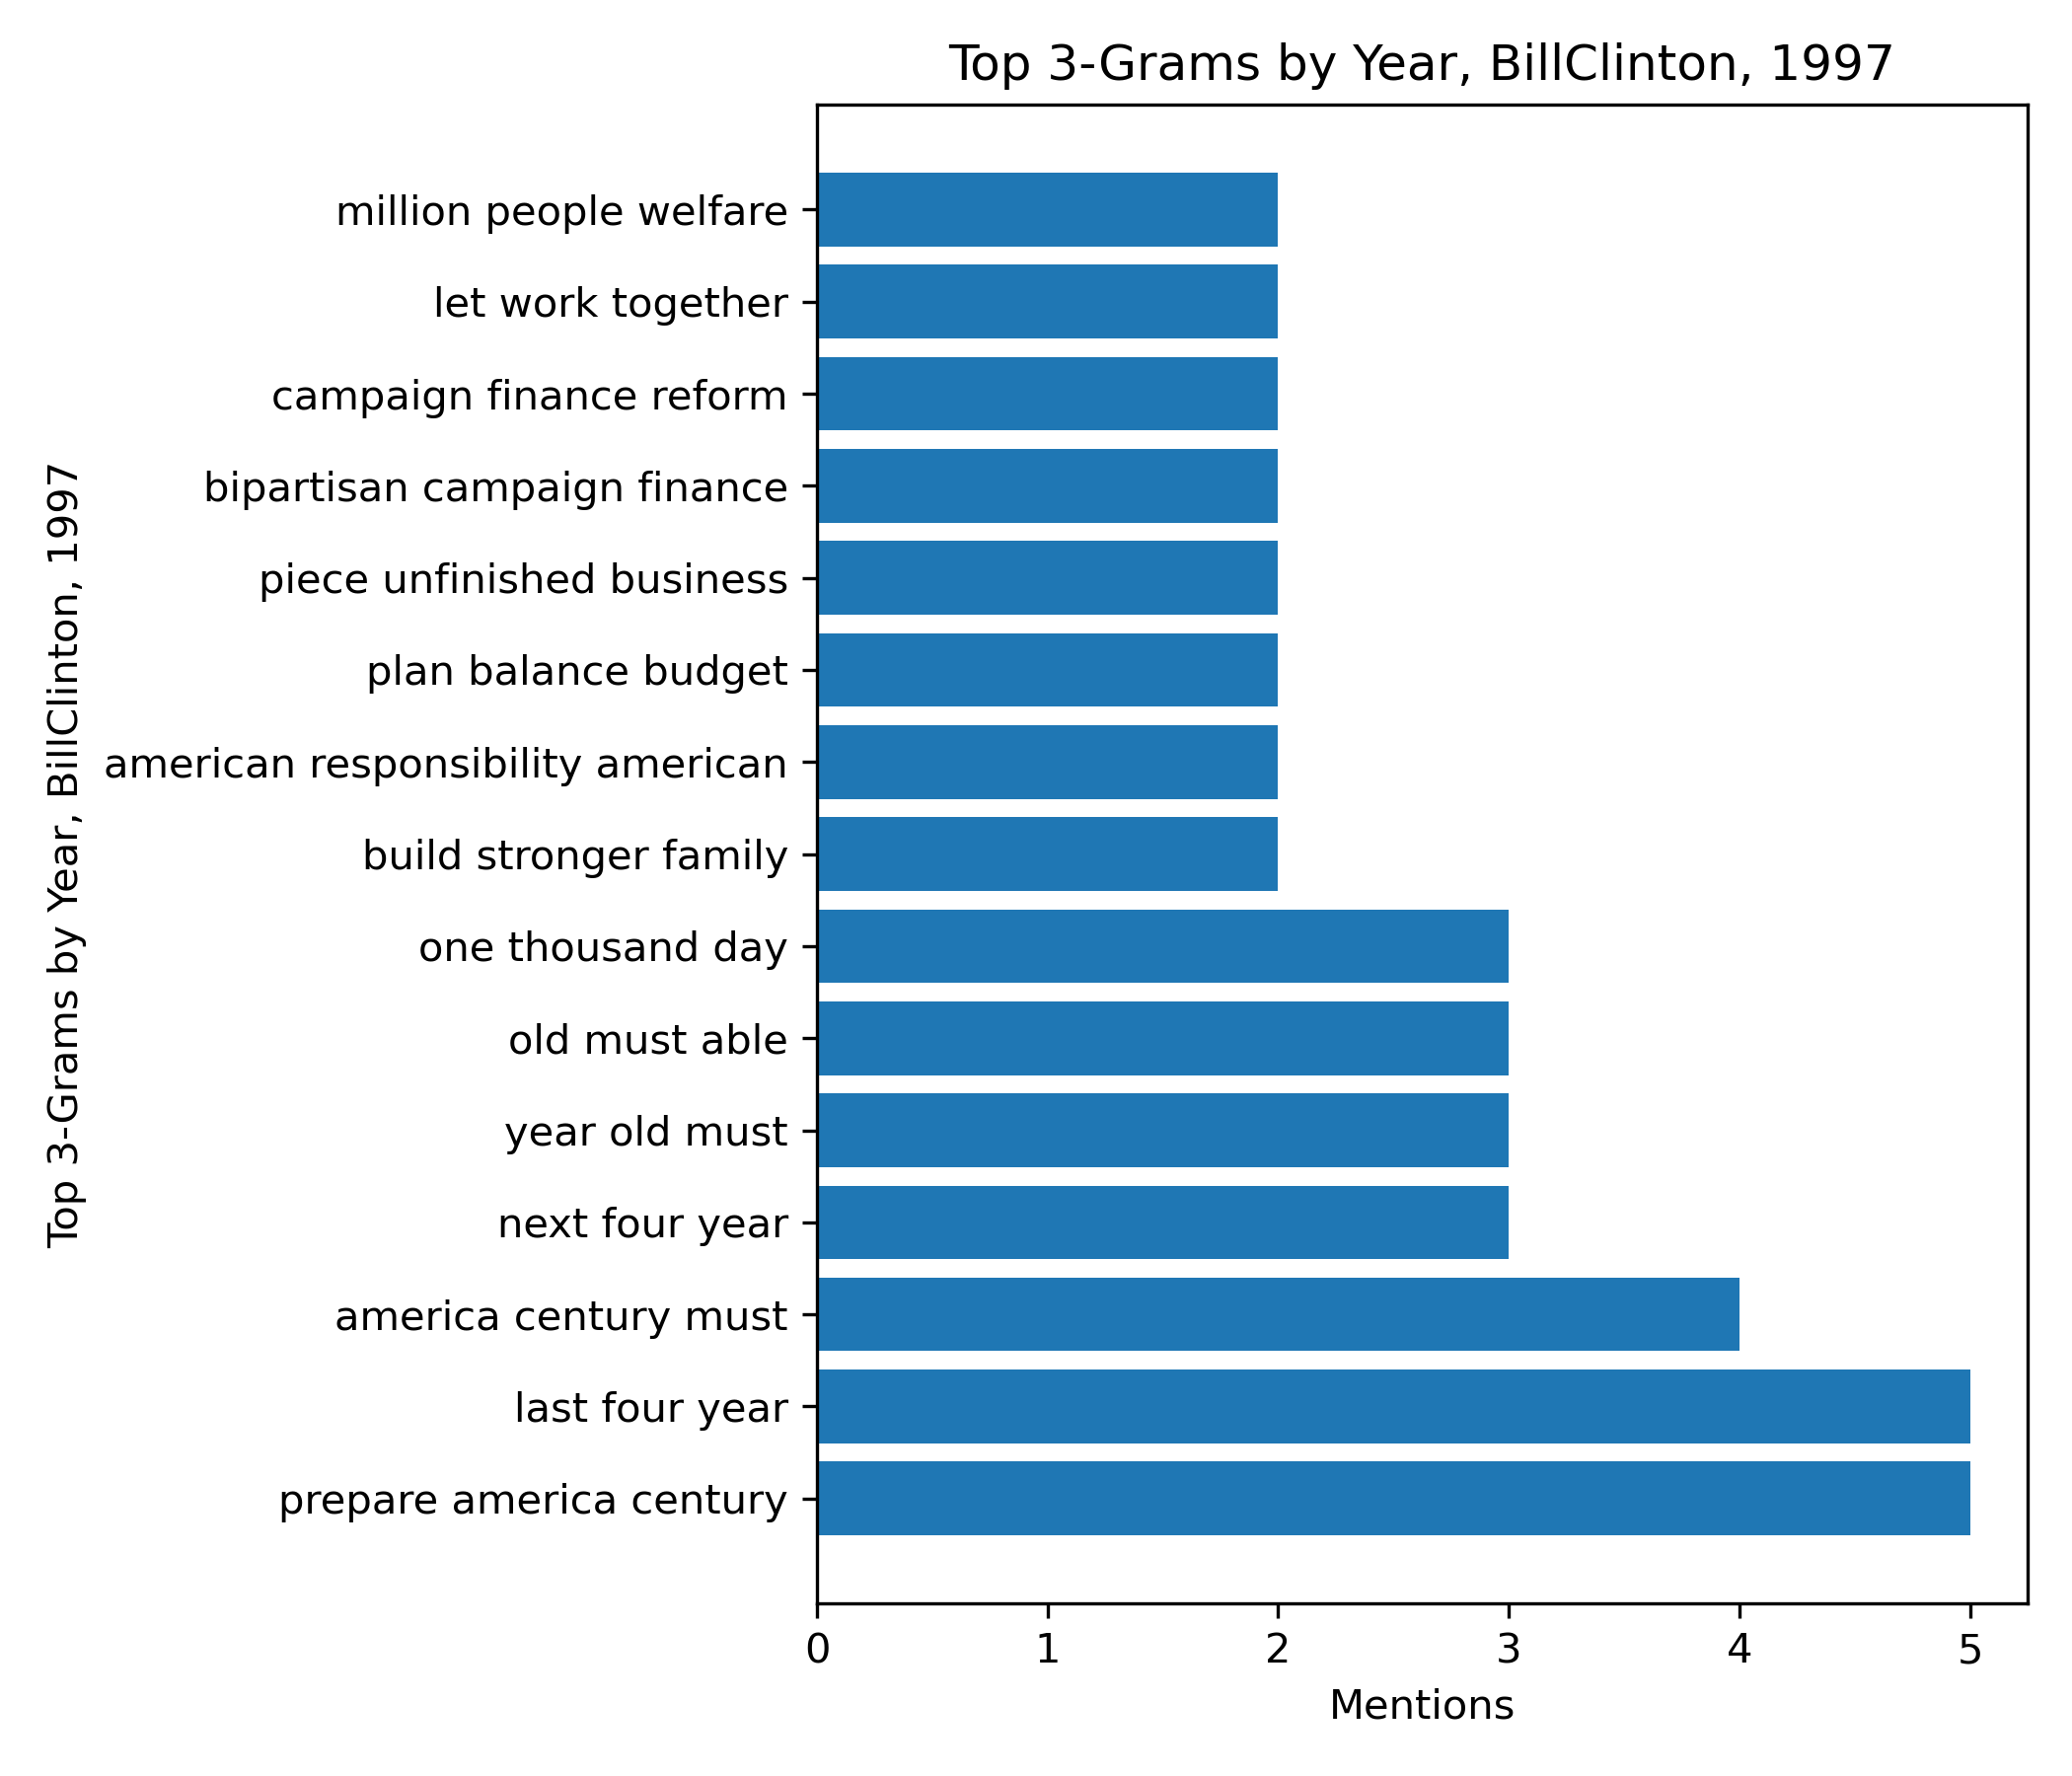 Top 3-Grams by Year, BillClinton, 1997
Top 3-Grams by Year, BillClinton, 1997
million people welfare
let work together
campaign finance reform
bipartisan campaign finance
piece unfinished business
plan balance budget
american responsibility american
build stronger family
one thousand day
old must able
year old must
next four year
america century must
last four year
prepare america century
0 1 2 3 4 5
Mentions